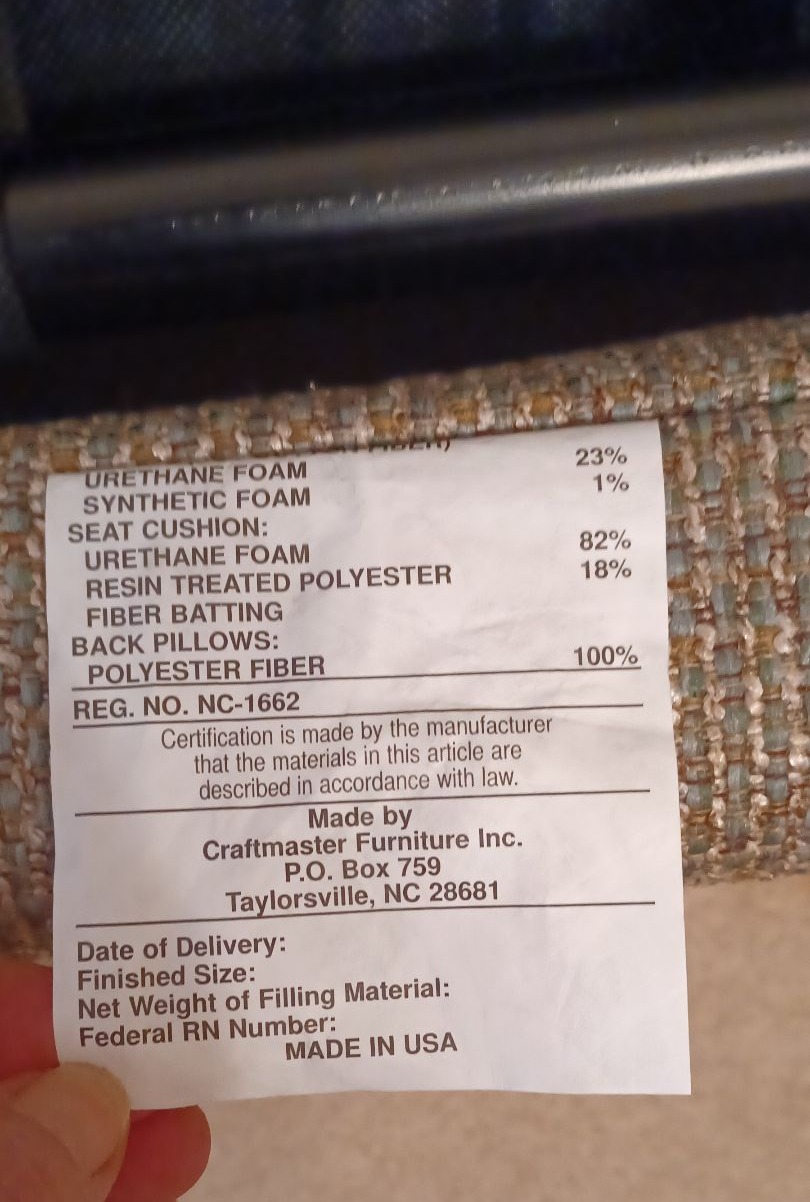 URETHANE FOAM 23%
SYNTHETIC FOAM 1%
SEAT CUSHION:
URETHANE FOAM 82%
RESIN TREATED POLYESTER 18%
FIBER BATTING
BACK PILLOWS:
POLYESTER FIBER 100%
REG. NO. NC-1662
Certification is made by the manufacturer
that the materials in this article are
described in accordance with law.
Made by
Craftmaster Furniture Inc.
P.O. Box 759
Taylorsville, NC 28681
Date of Delivery:
Finished Size:
Net Weight of Filling Material:
Federal RN Number:
MADE IN USA